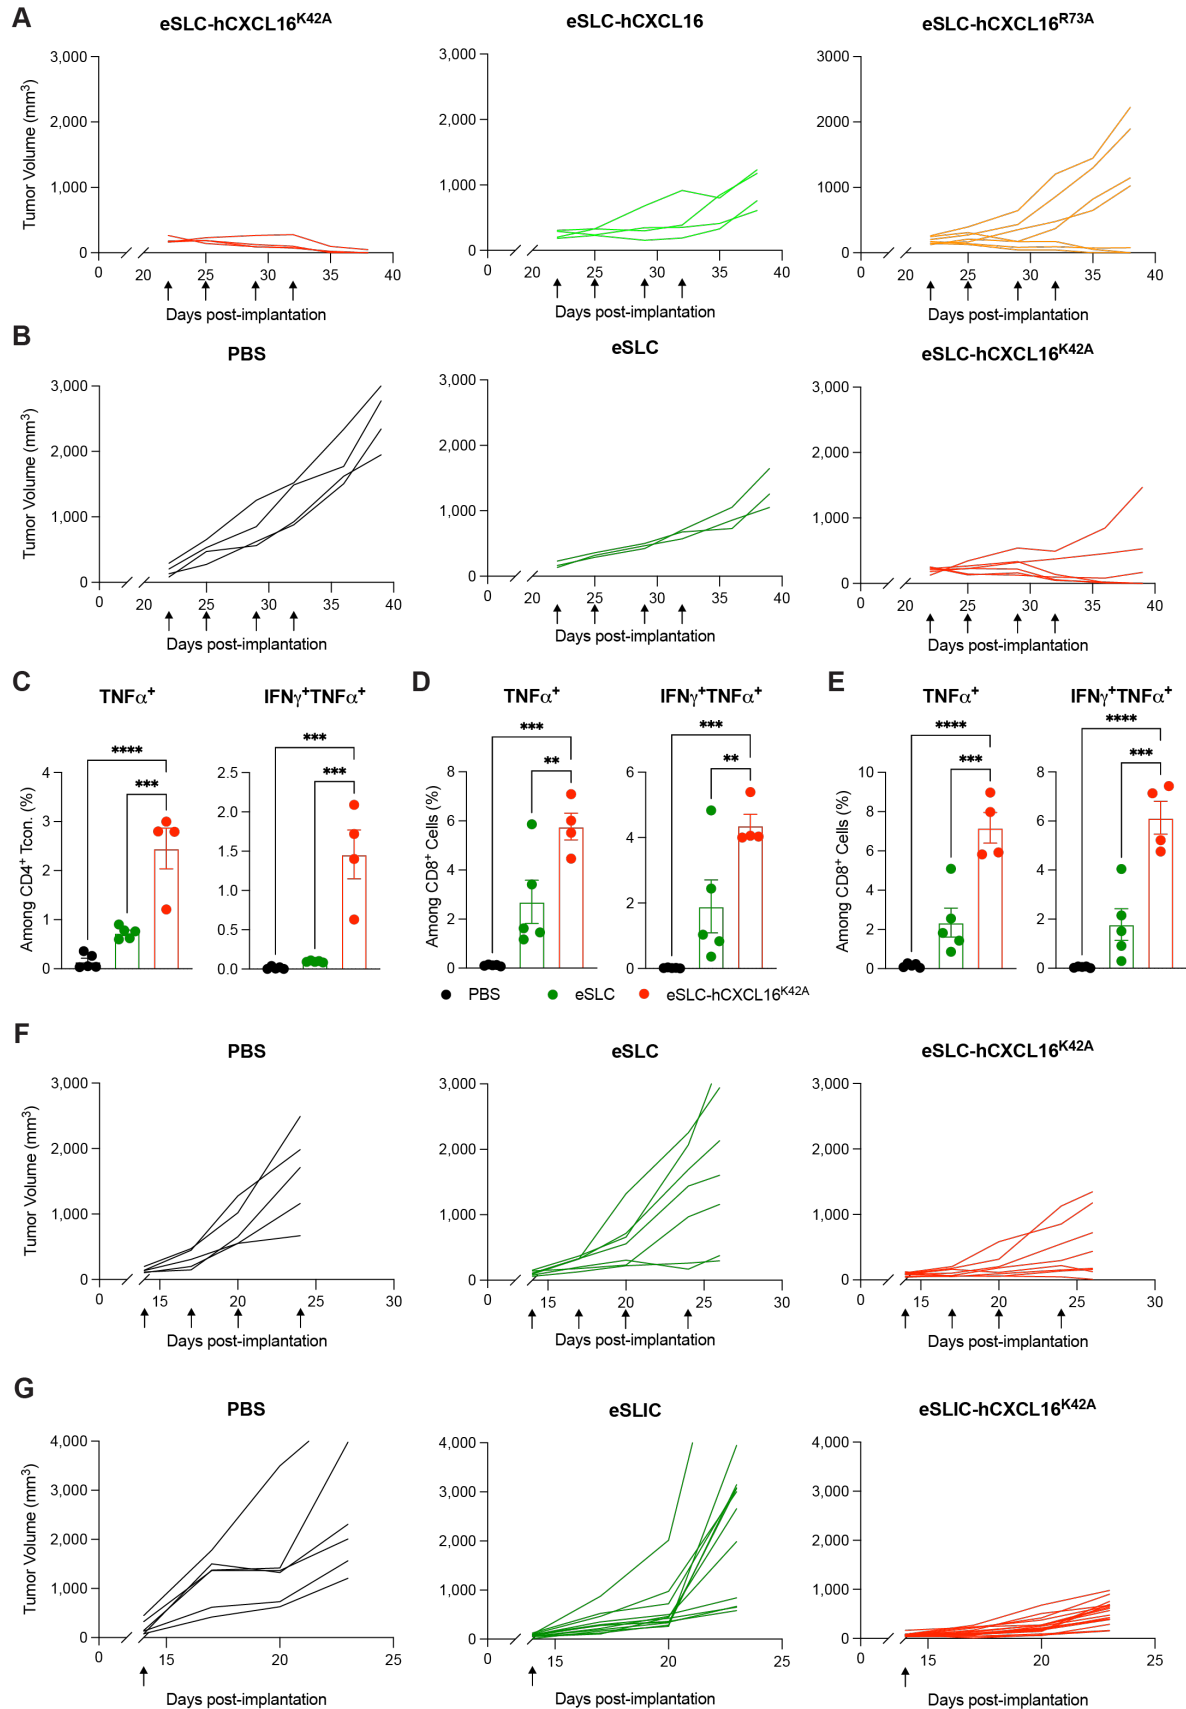 A
eSLC-hCXCL16K42A
eSLC-hCXCL16
eSLC-hCXCL16R73A
Tumor Volume (mm3)
3,000
2,000
1,000
0
0 20 25 30 35 40
Days post-implantation
3,000
2,000
1,000
0
0 20 25 30 35 40
Days post-implantation
3,000
2000
1000
0
0 20 25 30 35 40
Days post-implantation
B
PBS
eSLC
eSLC-hCXCL16K42A
Tumor Volume (mm3)
3,000
2,000
1,000
0
0 20 25 30 35 40
Days post-implantation
3,000
2,000
1,000
0
0 20 25 30 35 40
Days post-implantation
3,000
2,000
1,000
0
0 20 25 30 35 40
Days post-implantation
C
TNFα+
IFNγ+TNFα+
Among CD4+ Tcon. (%)
4
3
2
1
0
****
***
2.5
2.0
1.5
1.0
0.5
0.0
***
***
D
TNFα+
IFNγ+TNFα+
Among CD8+ Cells (%)
8
6
4
2
0
***
**
6
4
2
0
***
**
E
TNFα+
IFNγ+TNFα+
Among CD8+ Cells (%)
10
8
6
4
2
0
****
***
8
6
4
2
0
****
***
PBS
eSLC
eSLC-hCXCL16K42A
F
PBS
eSLC
eSLC-hCXCL16K42A
Tumor Volume (mm3)
3,000
2,000
1,000
0
0 15 20 25 30
Days post-implantation
3,000
2,000
1,000
0
0 15 20 25 30
Days post-implantation
3,000
2,000
1,000
0
0 15 20 25 30
Days post-implantation
G
PBS
eSLIC
eSLIC-hCXCL16K42A
Tumor Volume (mm3)
4,000
3,000
2,000
1,000
0
0 15 20 25
Days post-implantation
4,000
3,000
2,000
1,000
0
0 15 20 25
Days post-implantation
4,000
3,000
2,000
1,000
0
0 15 20 25
Days post-implantation